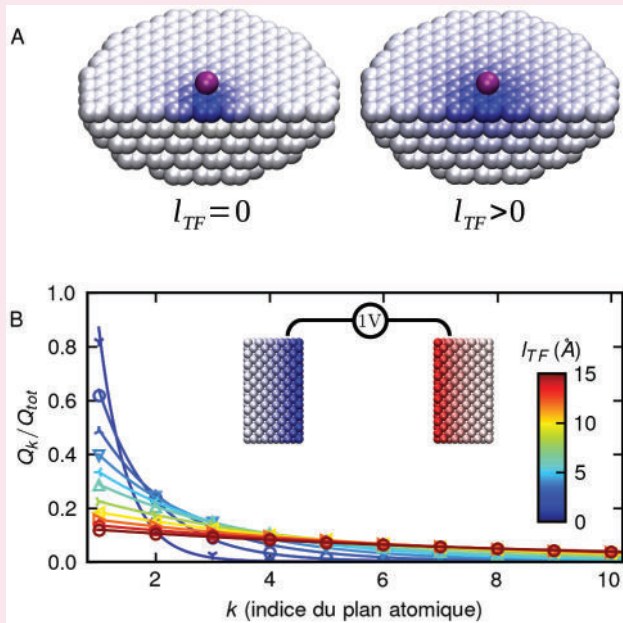 A
l_TF = 0
l_TF > 0
B
1V
l_TF (Å)
15
10
5
0
1.0
0.8
0.6
0.4
0.2
0.0
Q_k / Q_tot
2 4 6 8 10
k (indice du plan atomique)